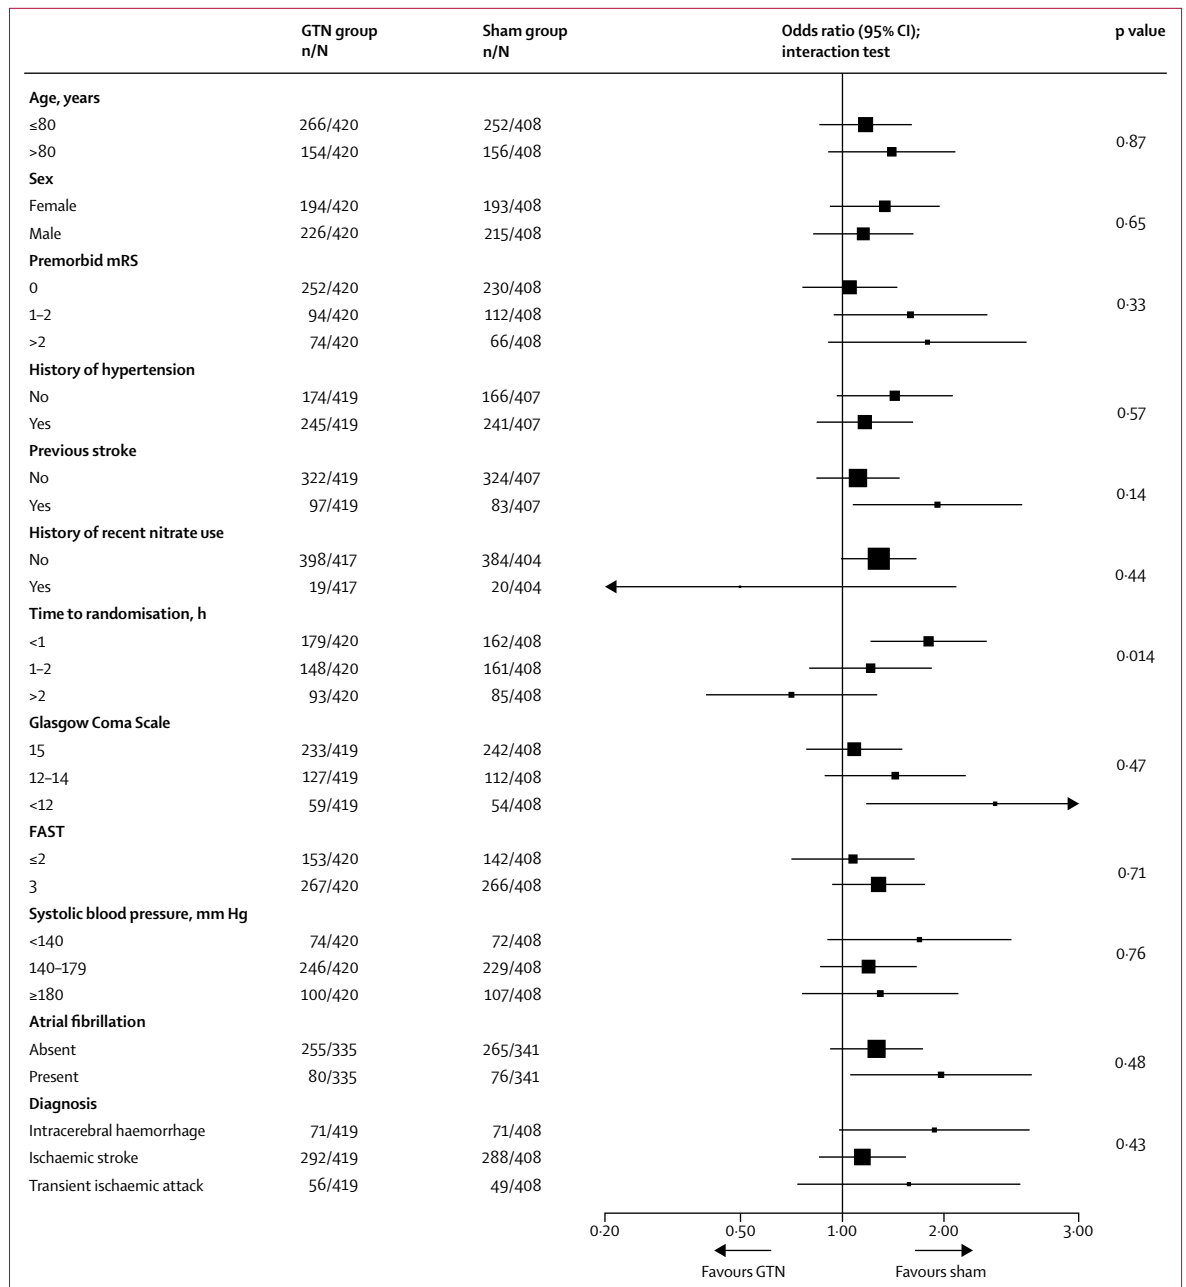 GTN group n/N Sham group n/N Odds ratio (95% CI); interaction test p value
Age, years
≤80 266/420 252/408
0·87
>80 154/420 156/408
Sex
Female 194/420 193/408
0·65
Male 226/420 215/408
Premorbid mRS
0 252/420 230/408
1–2 94/420 112/408 0·33
>2 74/420 66/408
History of hypertension
No 174/419 166/407
0·57
Yes 245/419 241/407
Previous stroke
No 322/419 324/407
0·14
Yes 97/419 83/407
History of recent nitrate use
No 398/417 384/404
0·44
Yes 19/417 20/404
Time to randomisation, h
<1 179/420 162/408
1–2 148/420 161/408 0·014
>2 93/420 85/408
Glasgow Coma Scale
15 233/419 242/408
12–14 127/419 112/408 0·47
<12 59/419 54/408
FAST
≤2 153/420 142/408
0·71
3 267/420 266/408
Systolic blood pressure, mm Hg
<140 74/420 72/408
140–179 246/420 229/408 0·76
≥180 100/420 107/408
Atrial fibrillation
Absent 255/335 265/341
0·48
Present 80/335 76/341
Diagnosis
Intracerebral haemorrhage 71/419 71/408
0·43
Ischaemic stroke 292/419 288/408
Transient ischaemic attack 56/419 49/408
0·20 0·50 1·00 2·00 3·00
Favours GTN Favours sham